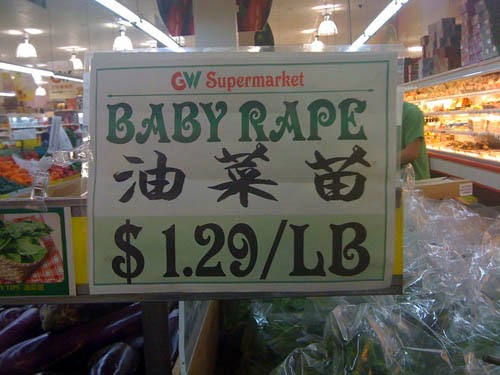 GW Supermarket
BABY RAPE
油菜苗
$1.29/LB